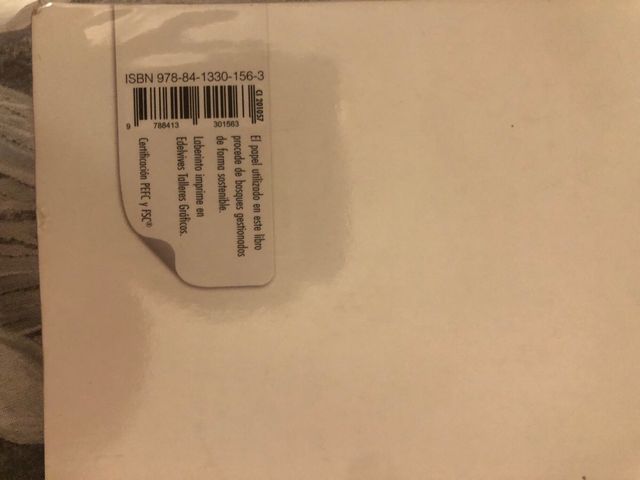 ISBN 978-84-1330-156-3
CI 201057
9 788413 301563
El papel utilizado en este libro
procede de bosques gestionados
de forma sostenible.
Laberinto imprime en
Edelvives Talleres Gráficos.
Certificación PEFC y FSC®